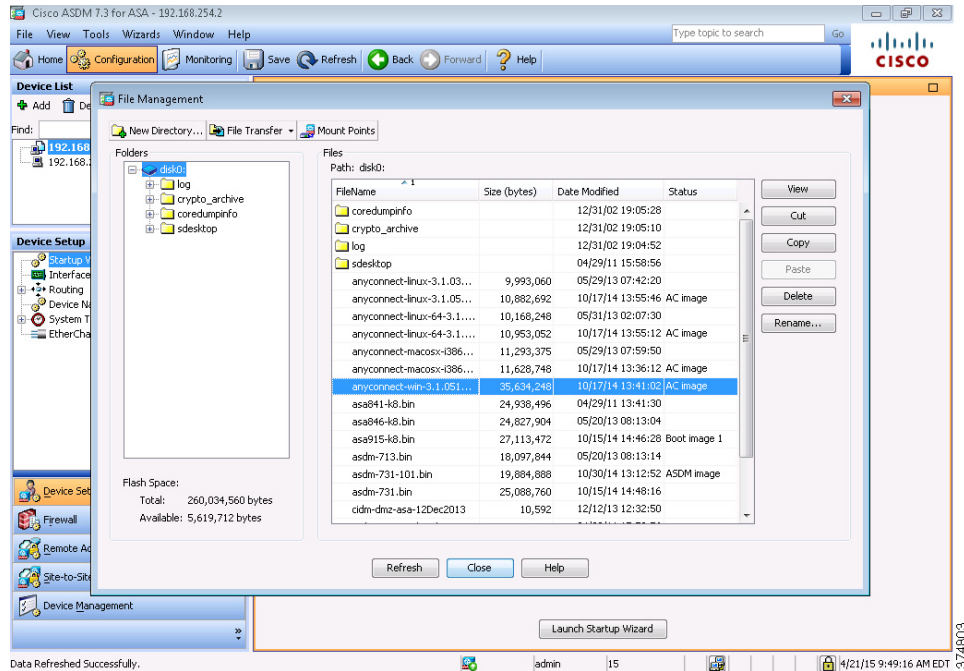 Cisco ASDM 7.3 for ASA - 192.168.254.2
File View Tools Wizards Window Help
Type topic to search Go
Home Configuration Monitoring Save Refresh Back Forward Help
CISCO
Device List
Add De
Find:
192.168
192.168.
Device Setup
Startup W
Interface
Routing
Device Na
System T
EtherCha
Device Set
Firewall
Remote Ac
Site-to-Site
Device Management
File Management
New Directory... File Transfer Mount Points
Folders
disk0:
log
crypto_archive
coredumpinfo
sdesktop
Flash Space:
Total: 260,034,560 bytes
Available: 5,619,712 bytes
Files
Path: disk0:
FileName 1 Size (bytes) Date Modified Status
coredumpinfo 12/31/02 19:05:28
crypto_archive 12/31/02 19:05:10
log 12/31/02 19:04:52
sdesktop 04/29/11 15:58:56
anyconnect-linux-3.1.03... 9,993,060 05/29/13 07:42:20
anyconnect-linux-3.1.05... 10,882,692 10/17/14 13:55:46 AC image
anyconnect-linux-64-3.1.... 10,168,248 05/31/13 02:07:30
anyconnect-linux-64-3.1.... 10,953,052 10/17/14 13:55:12 AC image
anyconnect-macosx-i386... 11,293,375 05/29/13 07:59:50
anyconnect-macosx-i386... 11,628,748 10/17/14 13:36:12 AC image
anyconnect-win-3.1.051... 35,634,248 10/17/14 13:41:02 AC image
asa841-k8.bin 24,938,496 04/29/11 13:41:30
asa846-k8.bin 24,827,904 05/20/13 08:13:04
asa915-k8.bin 27,113,472 10/15/14 14:46:28 Boot image 1
asdm-713.bin 18,097,844 05/20/13 08:13:14
asdm-731-101.bin 19,884,888 10/30/14 13:12:52 ASDM image
asdm-731.bin 25,088,760 10/15/14 14:48:16
cidm-dmz-asa-12Dec2013 10,592 12/12/13 12:32:50
View
Cut
Copy
Paste
Delete
Rename...
Refresh Close Help
Launch Startup Wizard
Data Refreshed Successfully. admin 15 4/21/15 9:49:16 AM EDT
374803